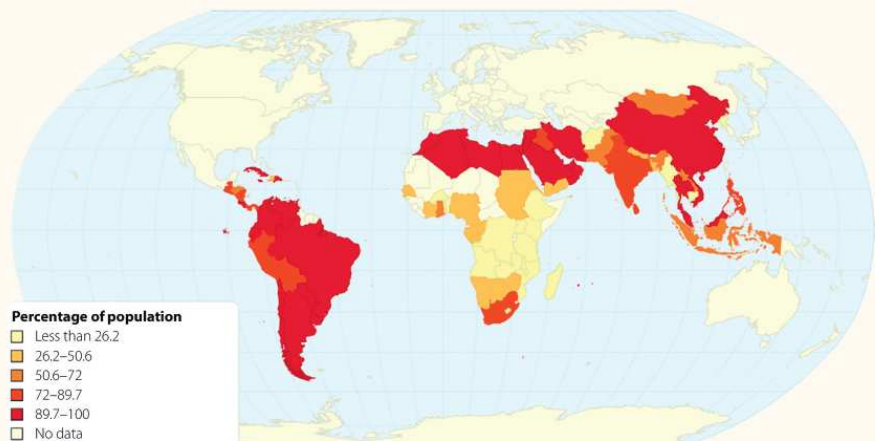 Percentage of population
Less than 26.2
26.2–50.6
50.6–72
72–89.7
89.7–100
No data